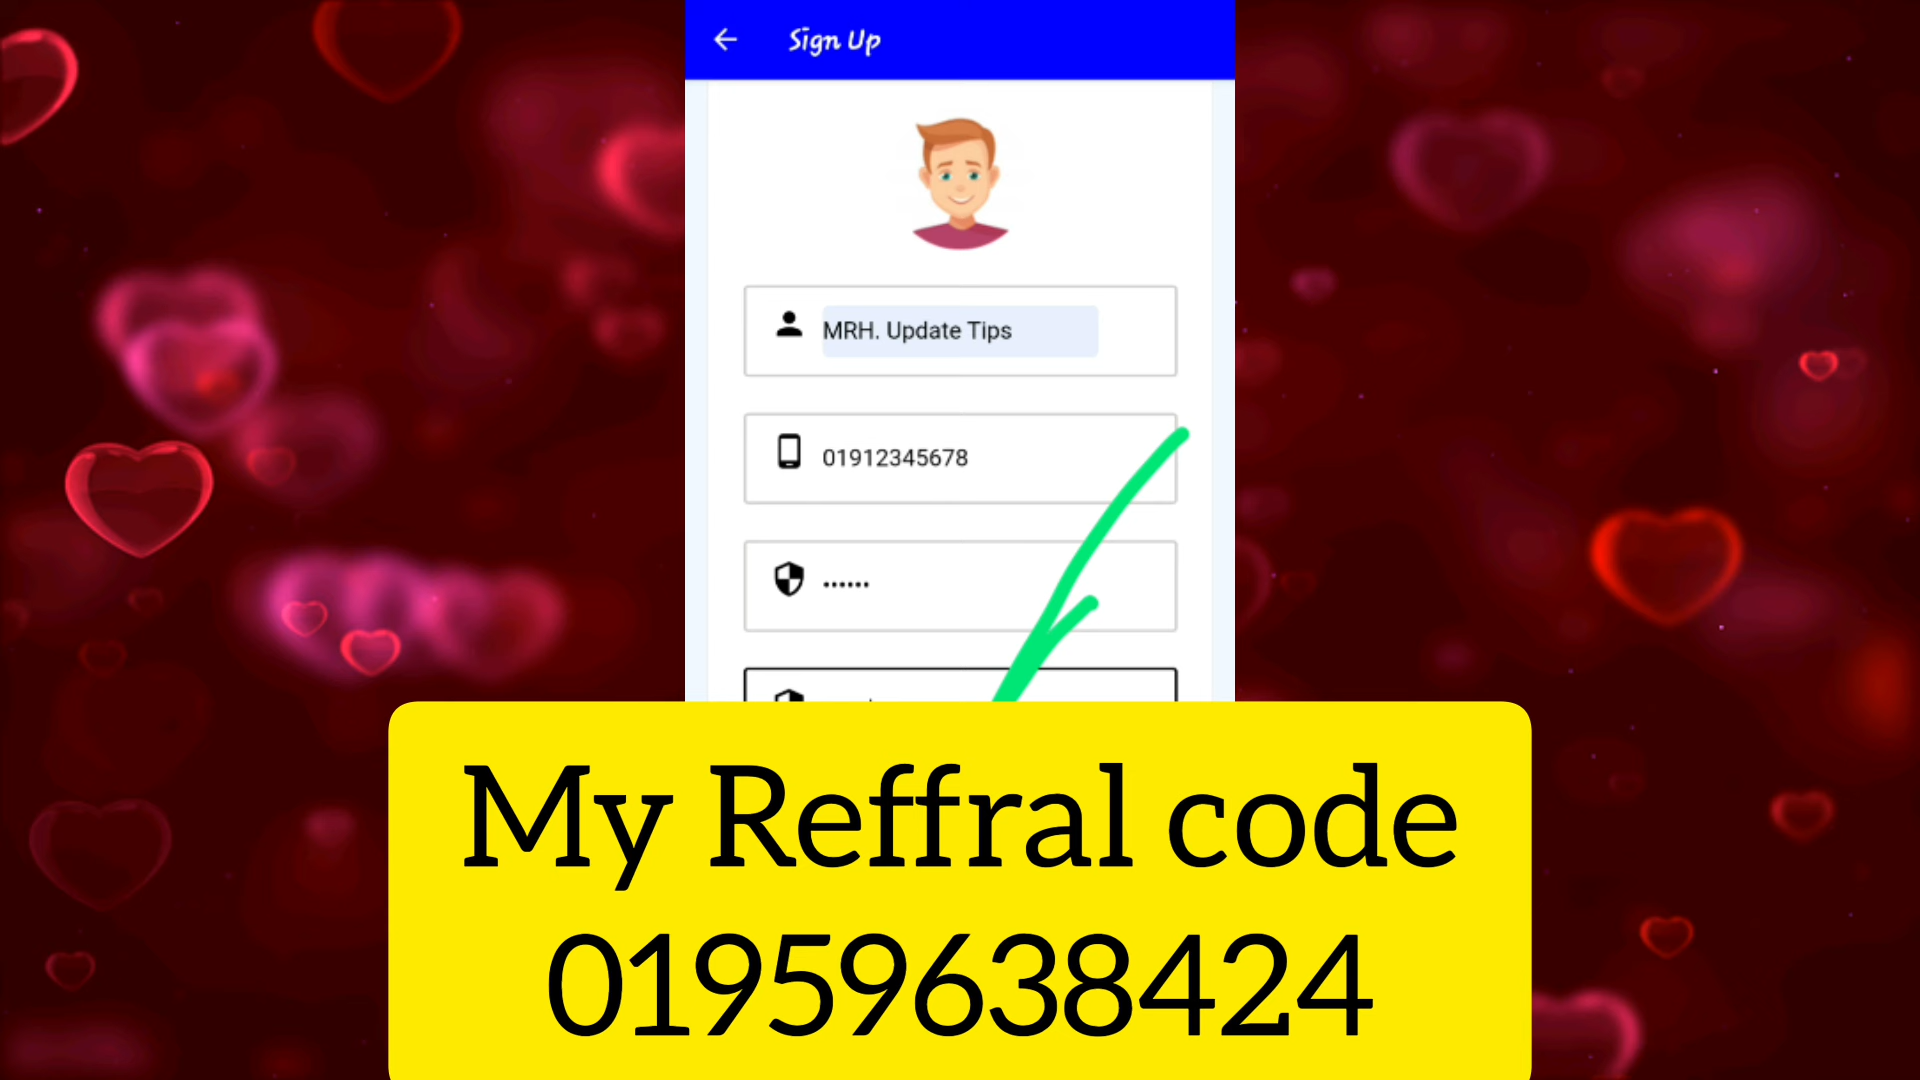 Sign Up
MRH. Update Tips
01912345678
••••••
My Reffral code
01959638424